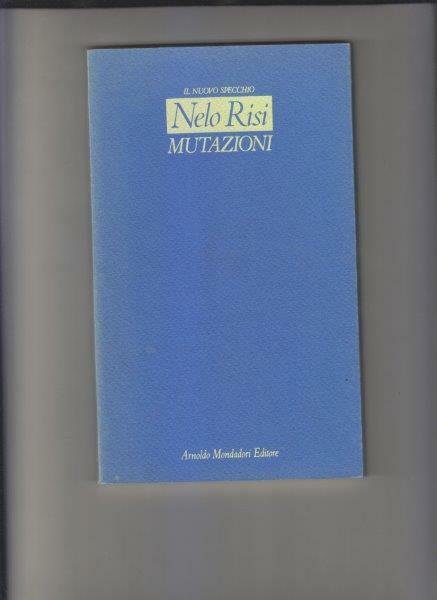 IL NUOVO SPECCHIO
Nelo Risi
MUTAZIONI
Arnoldo Mondadori Editore